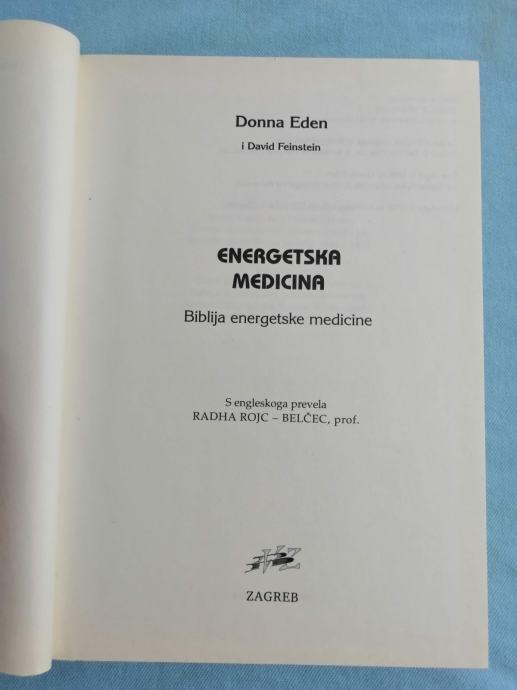 Donna Eden
i David Feinstein
ENERGETSKA
MEDICINA
Biblija energetske medicine
S engleskoga prevela
RADHA ROJC – BELČEC, prof.
ZAGREB